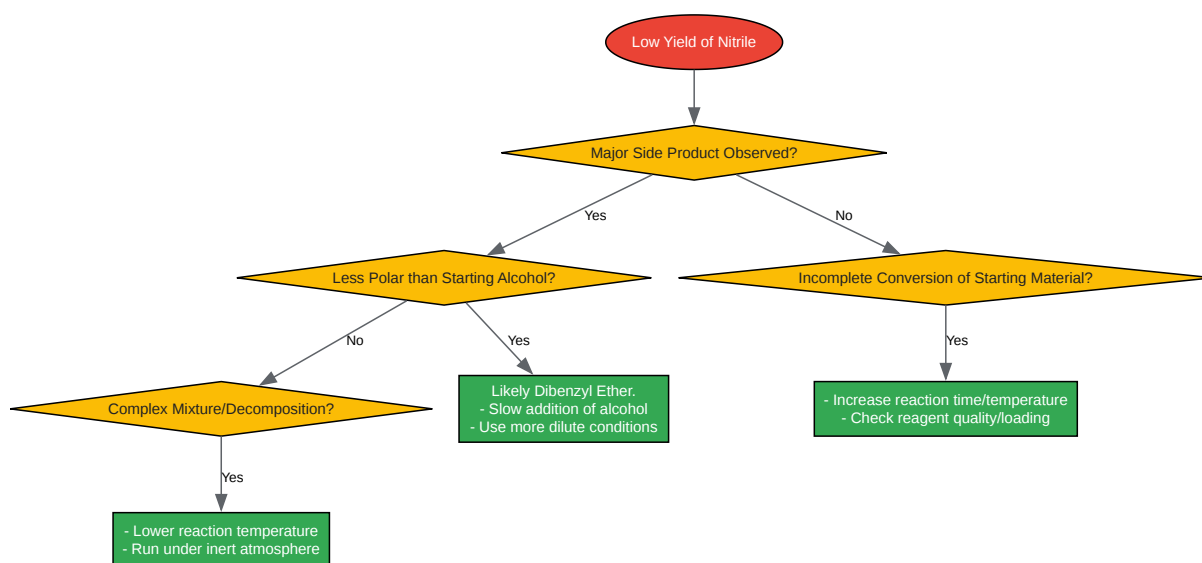 Low Yield of Nitrile
Major Side Product Observed?
Yes
No
Less Polar than Starting Alcohol?
Incomplete Conversion of Starting Material?
No
Yes
Yes
Complex Mixture/Decomposition?
Likely Dibenzyl Ether.
- Slow addition of alcohol
- Use more dilute conditions
- Increase reaction time/temperature
- Check reagent quality/loading
Yes
- Lower reaction temperature
- Run under inert atmosphere